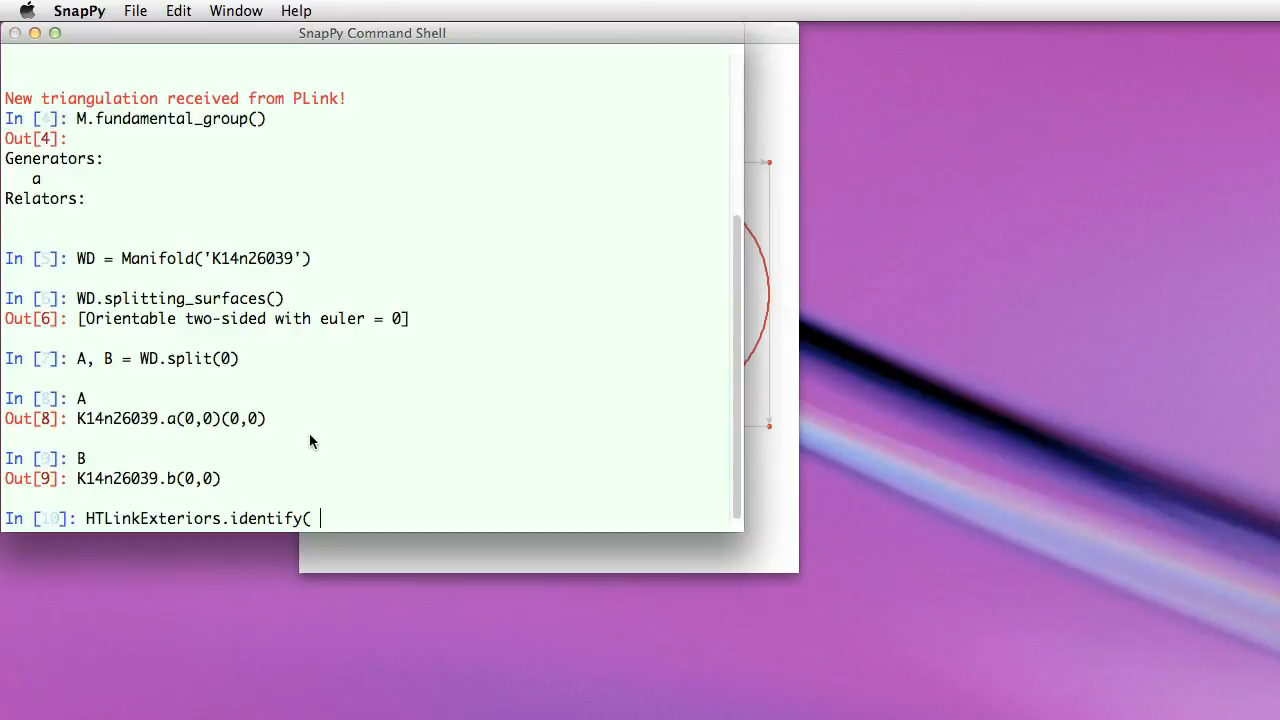 SnapPy File Edit Window Help
SnapPy Command Shell
New triangulation received from PLink!
In [4]: M.fundamental_group()
Out[4]:
Generators:
a
Relators:
In [5]: WD = Manifold('K14n26039')
In [6]: WD.splitting_surfaces()
Out[6]: [Orientable two-sided with euler = 0]
In [7]: A, B = WD.split(0)
In [8]: A
Out[8]: K14n26039.a(0,0)(0,0)
In [9]: B
Out[9]: K14n26039.b(0,0)
In [10]: HTLinkExteriors.identify(